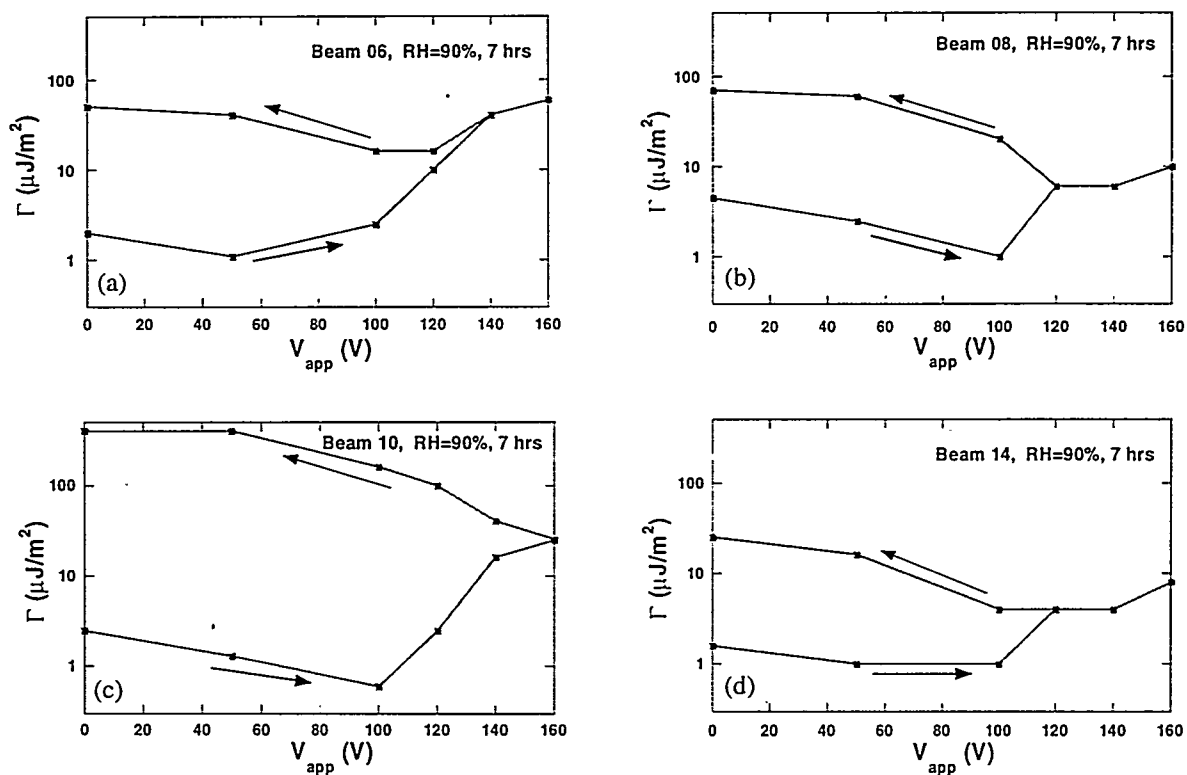 Beam 06, RH=90%, 7 hrs
100
10
1
Γ (μJ/m²)
(a)
0 20 40 60 80 100 120 140 160
V_app (V)
Beam 08, RH=90%, 7 hrs
100
10
1
Γ (μJ/m²)
(b)
0 20 40 60 80 100 120 140 160
V_app (V)
Beam 10, RH=90%, 7 hrs
100
10
1
Γ (μJ/m²)
(c)
0 20 40 60 80 100 120 140 160
V_app (V)
Beam 14, RH=90%, 7 hrs
100
10
1
Γ (μJ/m²)
(d)
0 20 40 60 80 100 120 140 160
V_app (V)